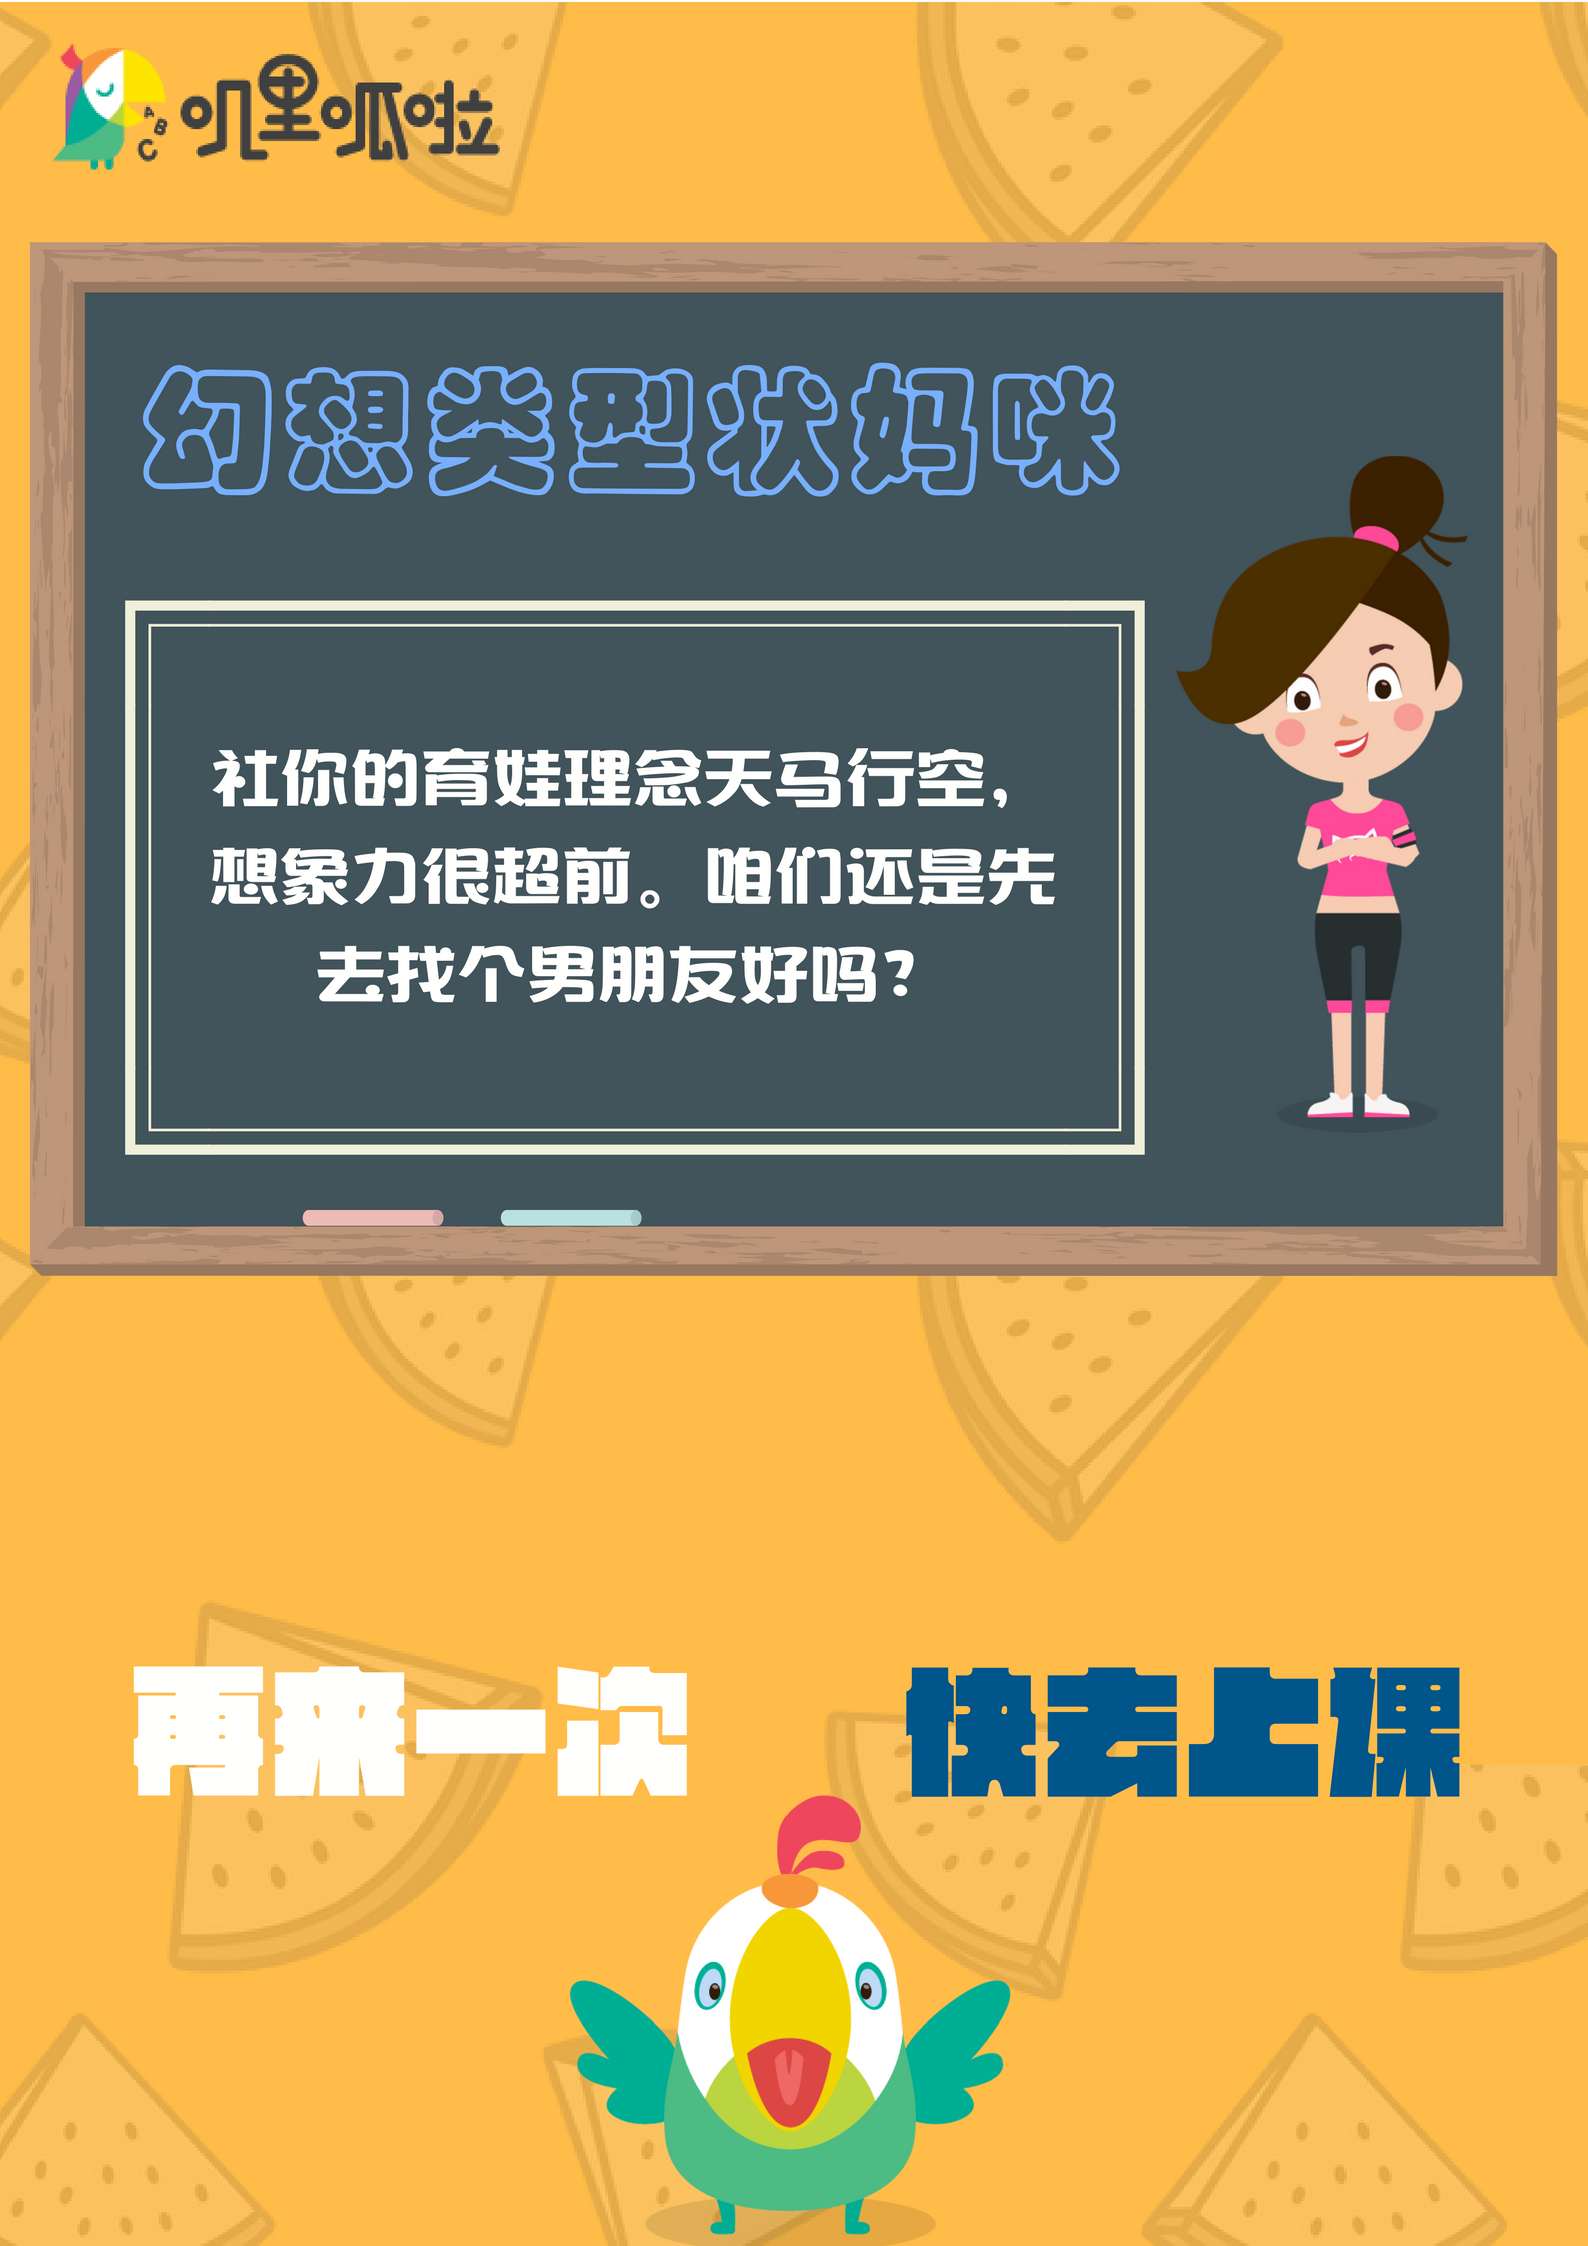 ABC
叽里呱啦
幻想类型状妈咪
社你的育娃理念天马行空，
想象力很超前。咱们还是先
去找个男朋友好吗？
再来一次
快去上课